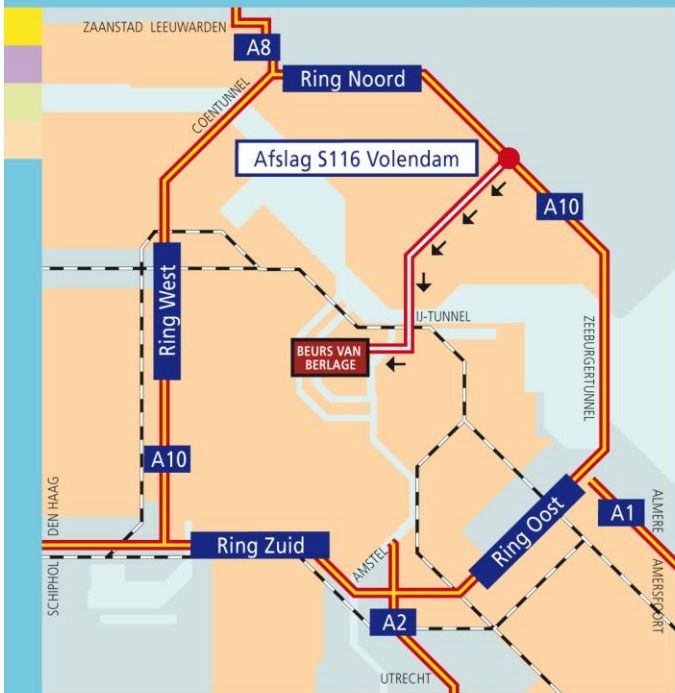 ZAANSTAD LEEUWARDEN
A8
Ring Noord
COENTUNNEL
Afslag S116 Volendam
A10
Ring West
IJ-TUNNEL
BEURS VAN
BERLAGE
ZEEBURGERTUNNEL
A10
DEN HAAG
SCHIPHOL
Ring Zuid
AMSTEL
Ring Oost
A1
ALMERE
AMERSFOORT
A2
UTRECHT